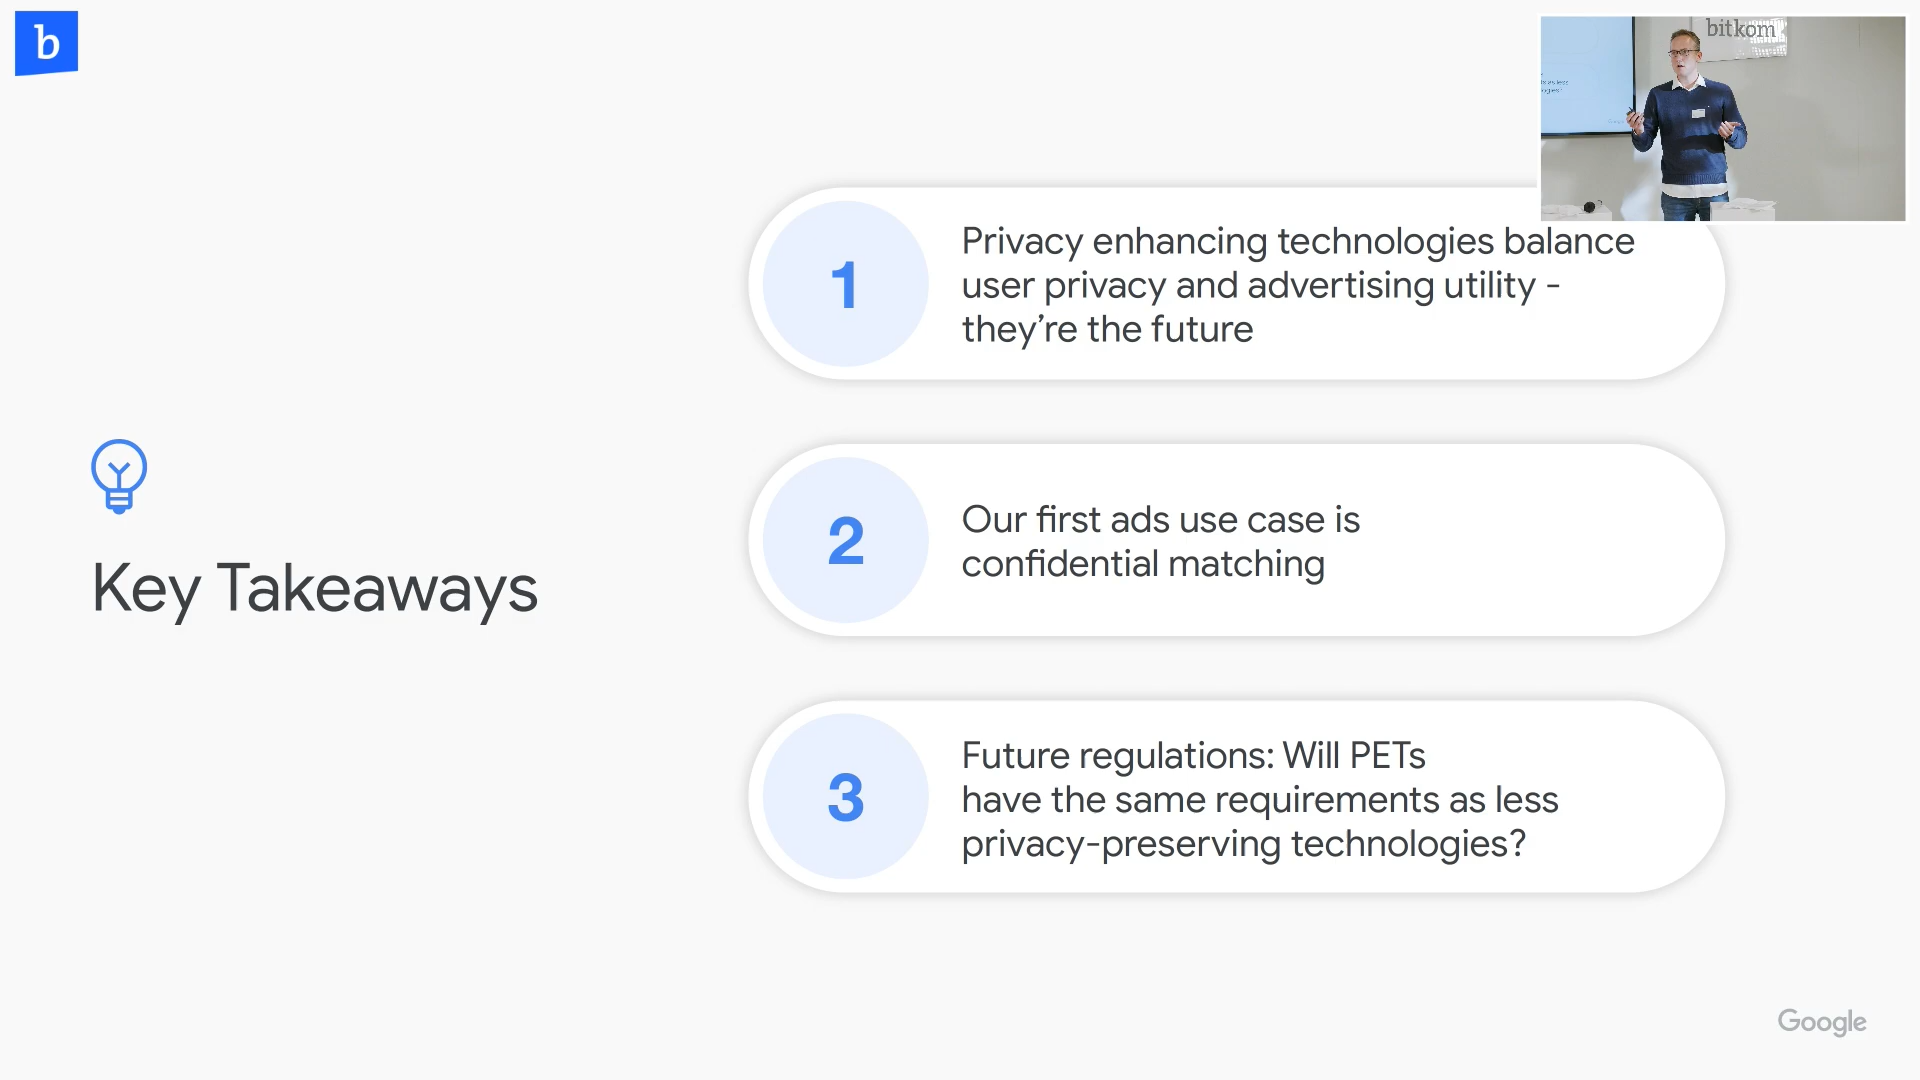 b
bitkom
Key Takeaways
1
Privacy enhancing technologies balance
user privacy and advertising utility -
they’re the future
2
Our first ads use case is
confidential matching
3
Future regulations: Will PETs
have the same requirements as less
privacy-preserving technologies?
Google